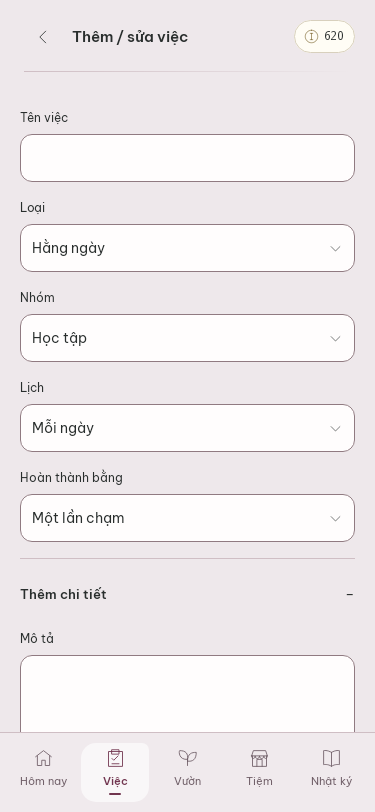 Thêm / sửa việc
620
Tên việc
Loại
Hằng ngày
Nhóm
Học tập
Lịch
Mỗi ngày
Hoàn thành bằng
Một lần chạm
Thêm chi tiết –
Mô tả
Hôm nay Việc Vườn Tiệm Nhật ký